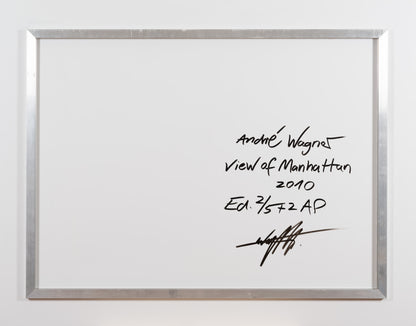 André Wagner
View of Manhattan
2010
Ed. 2/5 + 2 AP